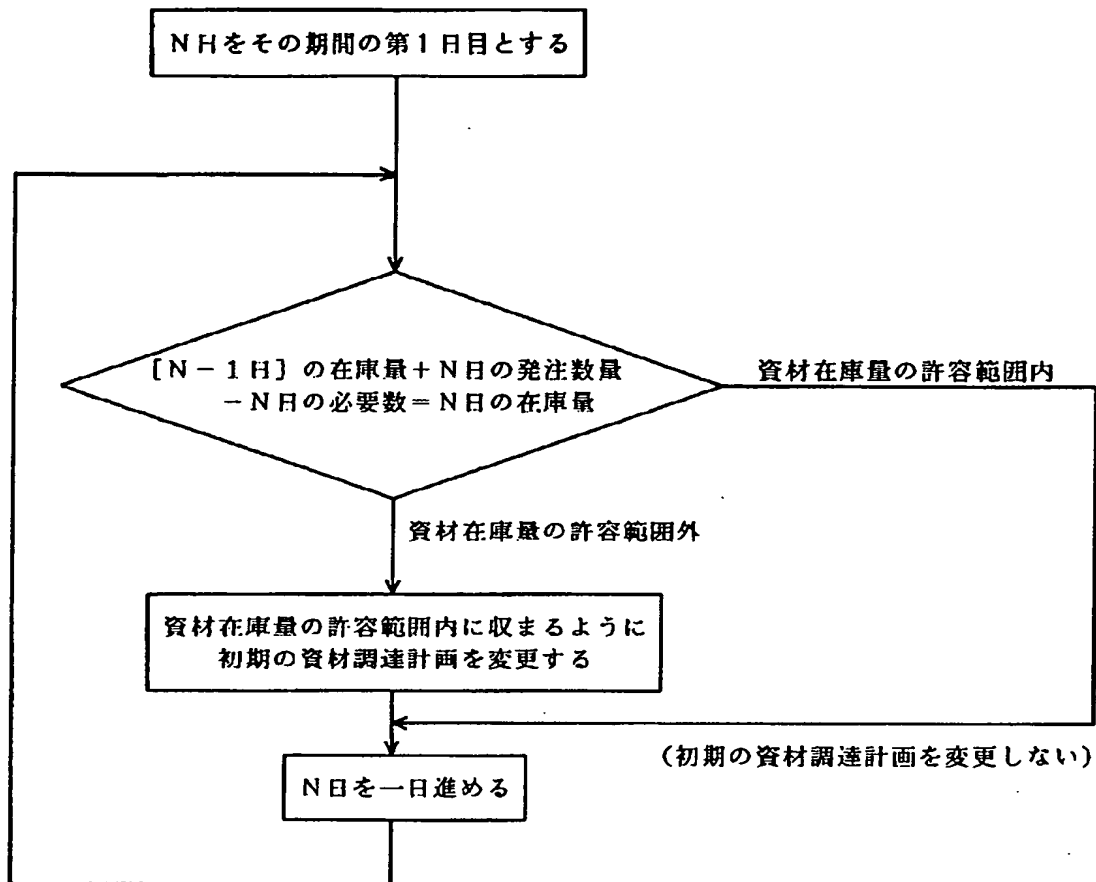 N日をその期間の第1日目とする
[N-1日]の在庫量+N日の発注数量
-N日の必要数=N日の在庫量
資材在庫量の許容範囲内
資材在庫量の許容範囲外
資材在庫量の許容範囲内に収まるように
初期の資材調達計画を変更する
(初期の資材調達計画を変更しない)
N日を一日進める